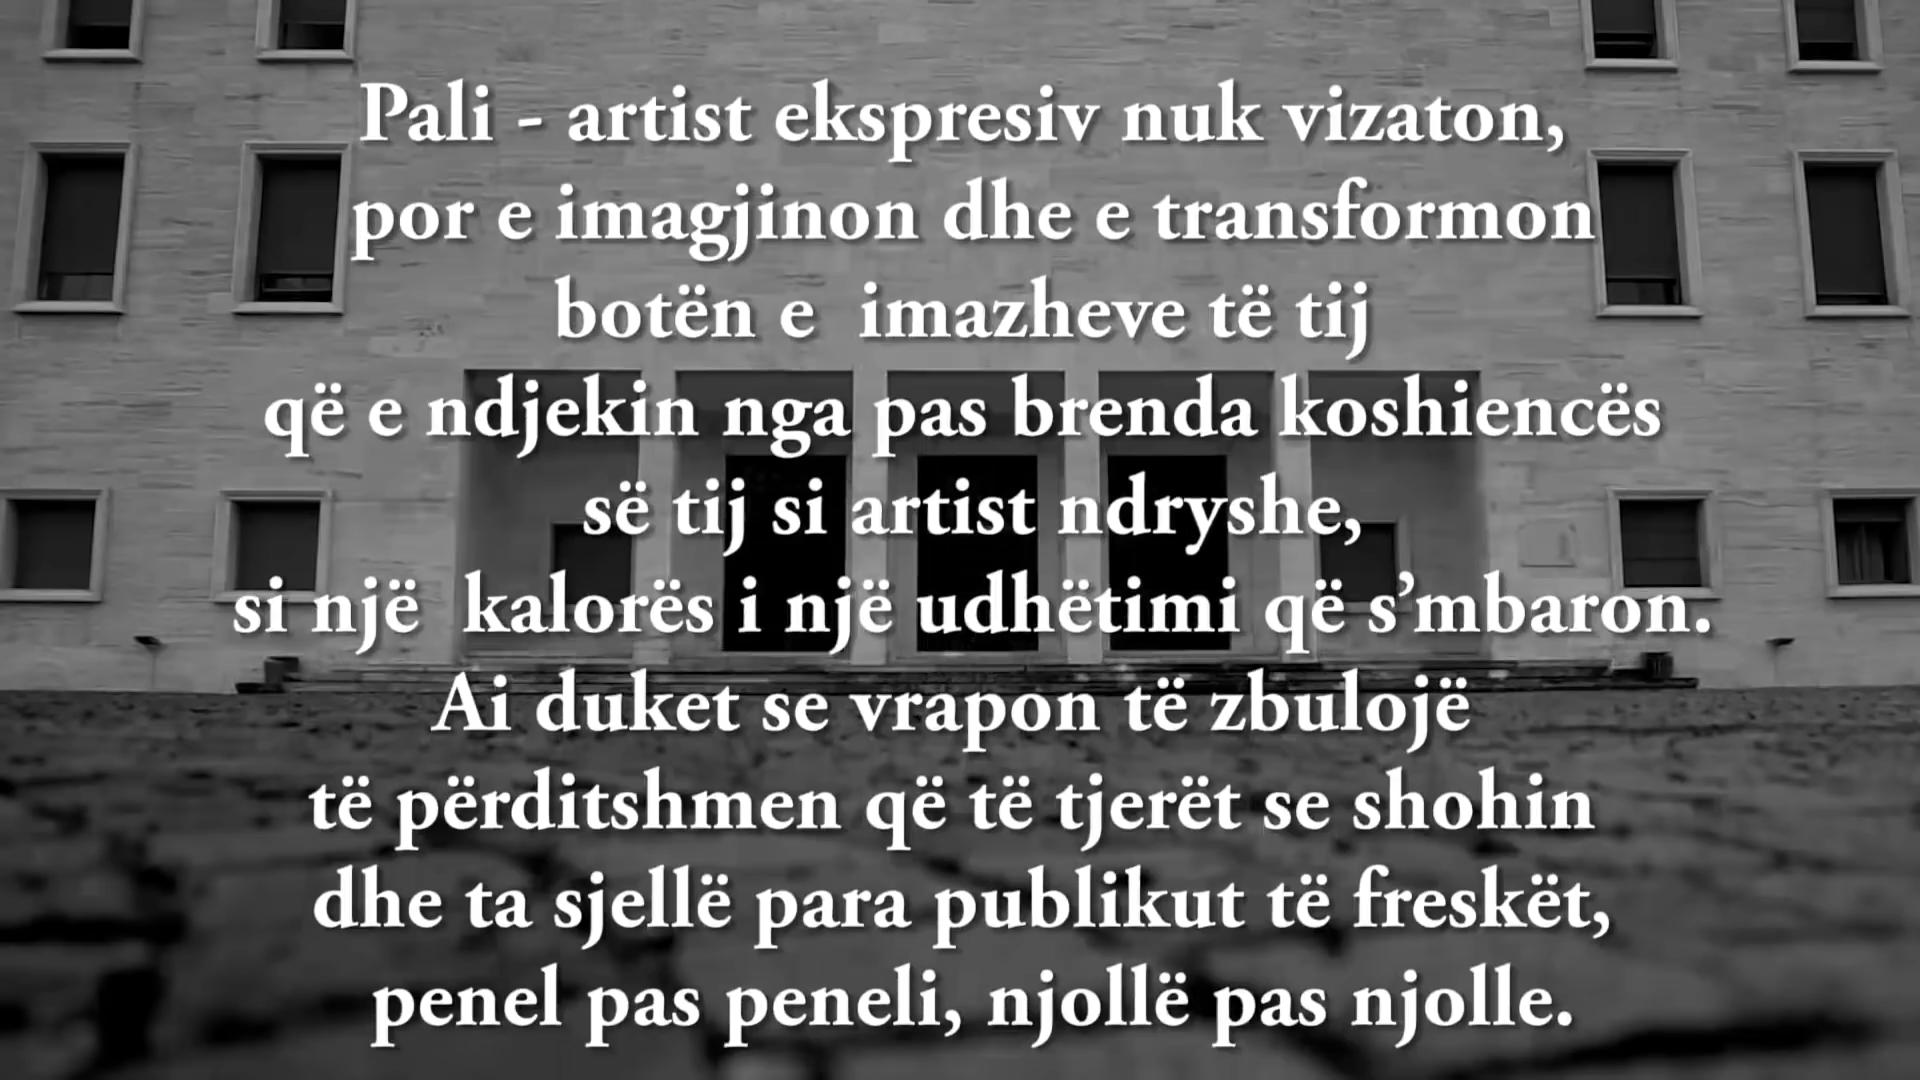 Pali - artist ekspresiv nuk vizaton,
por e imagjinon dhe e transformon
botën e  imazheve të tij
që e ndjekin nga pas brenda koshiencës
së tij si artist ndryshe,
si një  kalorës i një udhëtimi që s’mbaron.
Ai duket se vrapon të zbulojë
të përditshmen që të tjerët se shohin
dhe ta sjellë para publikut të freskët,
penel pas peneli, njollë pas njolle.